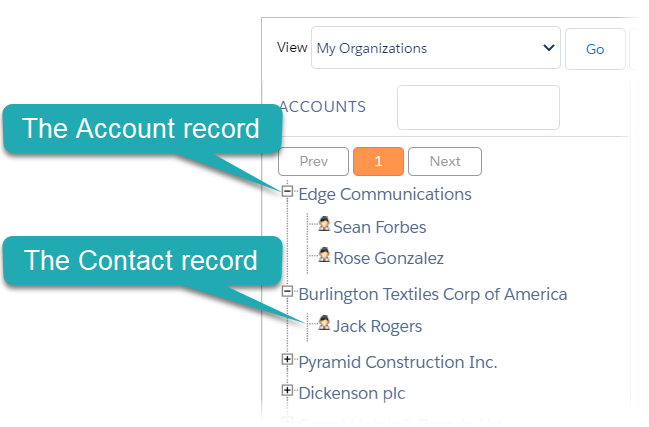 View My Organizations Go
The Account record
ACCOUNTS
Prev 1 Next
Edge Communications
Sean Forbes
Rose Gonzalez
The Contact record
Burlington Textiles Corp of America
Jack Rogers
Pyramid Construction Inc.
Dickenson plc